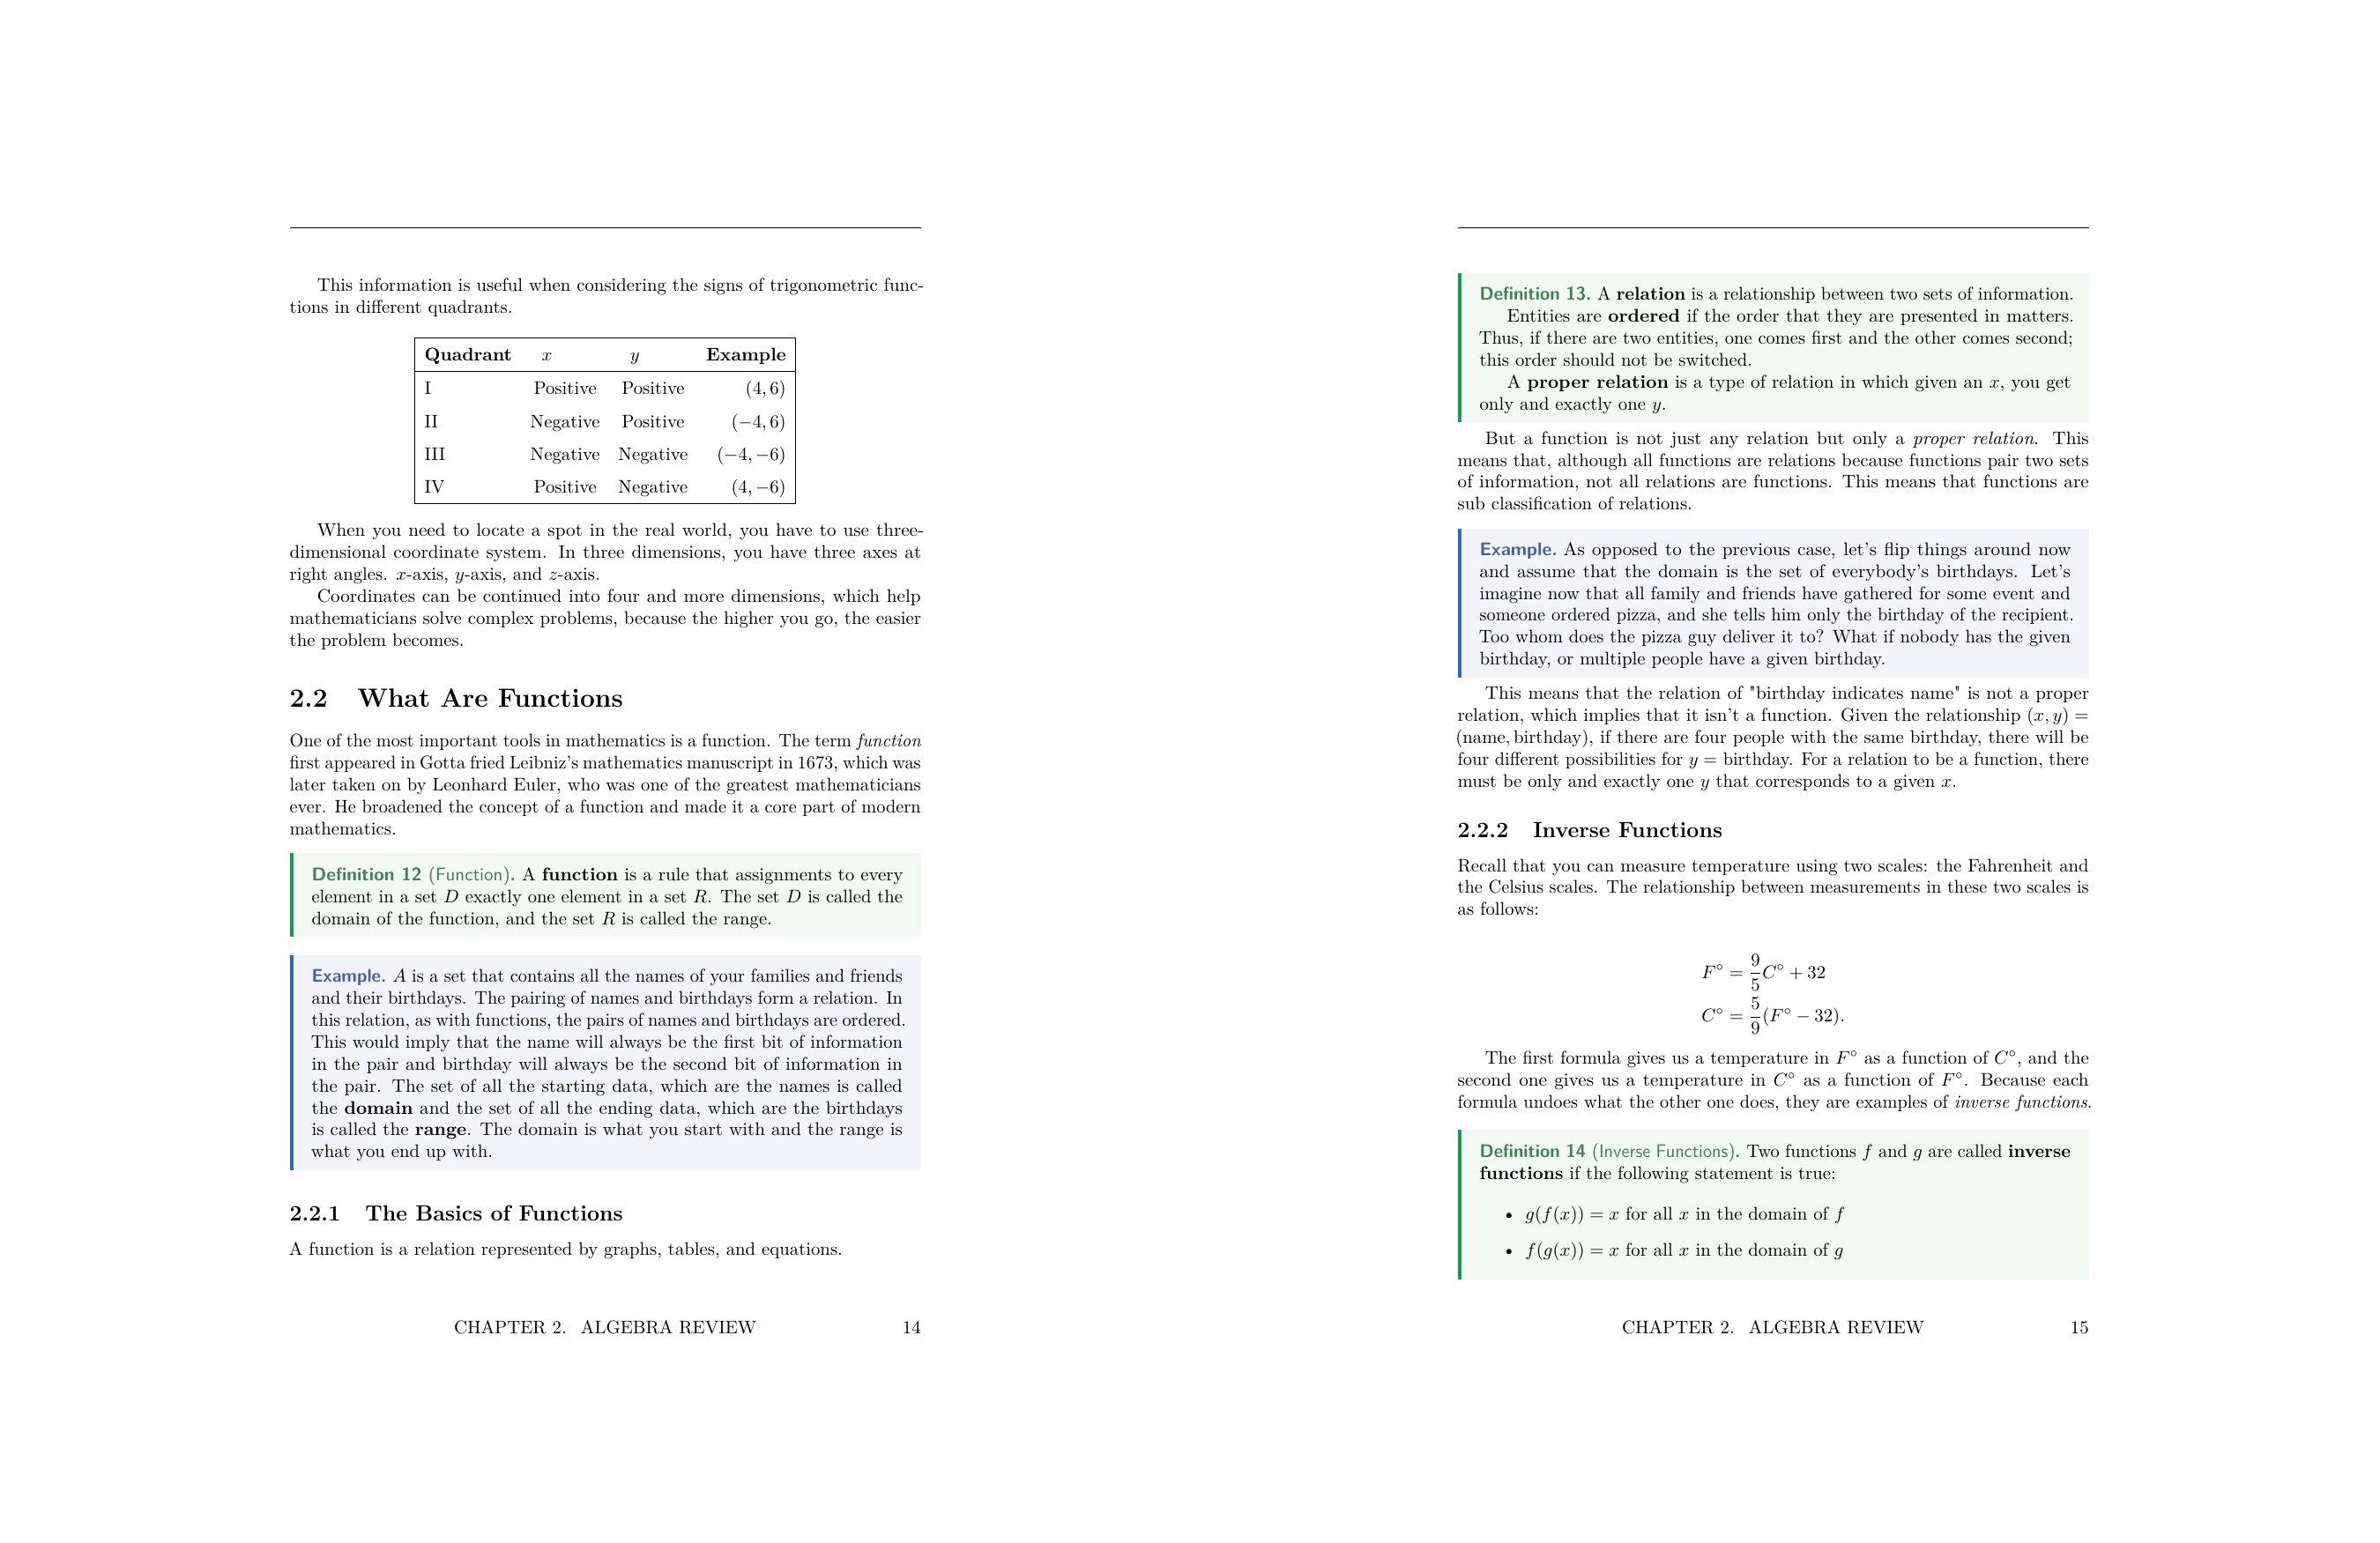 This information is useful when considering the signs of trigonometric func-
tions in different quadrants.
Quadrant x y Example
I Positive Positive (4, 6)
II Negative Positive (−4, 6)
III Negative Negative (−4, −6)
IV Positive Negative (4, −6)
When you need to locate a spot in the real world, you have to use three-
dimensional coordinate system. In three dimensions, you have three axes at
right angles. x-axis, y-axis, and z-axis.
Coordinates can be continued into four and more dimensions, which help
mathematicians solve complex problems, because the higher you go, the easier
the problem becomes.
2.2 What Are Functions
One of the most important tools in mathematics is a function. The term function
first appeared in Gotta fried Leibniz's mathematics manuscript in 1673, which was
later taken on by Leonhard Euler, who was one of the greatest mathematicians
ever. He broadened the concept of a function and made it a core part of modern
mathematics.
Definition 12 (Function). A function is a rule that assignments to every
element in a set D exactly one element in a set R. The set D is called the
domain of the function, and the set R is called the range.
Example. A is a set that contains all the names of your families and friends
and their birthdays. The pairing of names and birthdays form a relation. In
this relation, as with functions, the pairs of names and birthdays are ordered.
This would imply that the name will always be the first bit of information
in the pair and birthday will always be the second bit of information in
the pair. The set of all the starting data, which are the names is called
the domain and the set of all the ending data, which are the birthdays
is called the range. The domain is what you start with and the range is
what you end up with.
2.2.1 The Basics of Functions
A function is a relation represented by graphs, tables, and equations.
CHAPTER 2. ALGEBRA REVIEW 14
Definition 13. A relation is a relationship between two sets of information.
Entities are ordered if the order that they are presented in matters.
Thus, if there are two entities, one comes first and the other comes second;
this order should not be switched.
A proper relation is a type of relation in which given an x, you get
only and exactly one y.
But a function is not just any relation but only a proper relation. This
means that, although all functions are relations because functions pair two sets
of information, not all relations are functions. This means that functions are
sub classification of relations.
Example. As opposed to the previous case, let's flip things around now
and assume that the domain is the set of everybody's birthdays. Let's
imagine now that all family and friends have gathered for some event and
someone ordered pizza, and she tells him only the birthday of the recipient.
Too whom does the pizza guy deliver it to? What if nobody has the given
birthday, or multiple people have a given birthday.
This means that the relation of "birthday indicates name" is not a proper
relation, which implies that it isn't a function. Given the relationship (x, y) =
(name, birthday), if there are four people with the same birthday, there will be
four different possibilities for y = birthday. For a relation to be a function, there
must be only and exactly one y that corresponds to a given x.
2.2.2 Inverse Functions
Recall that you can measure temperature using two scales: the Fahrenheit and
the Celsius scales. The relationship between measurements in these two scales is
as follows:
F° = 9/5 C° + 32
C° = 5/9 (F° − 32).
The first formula gives us a temperature in F° as a function of C°, and the
second one gives us a temperature in C° as a function of F°. Because each
formula undoes what the other one does, they are examples of inverse functions.
Definition 14 (Inverse Functions). Two functions f and g are called inverse
functions if the following statement is true:
• g(f(x)) = x for all x in the domain of f
• f(g(x)) = x for all x in the domain of g
CHAPTER 2. ALGEBRA REVIEW 15